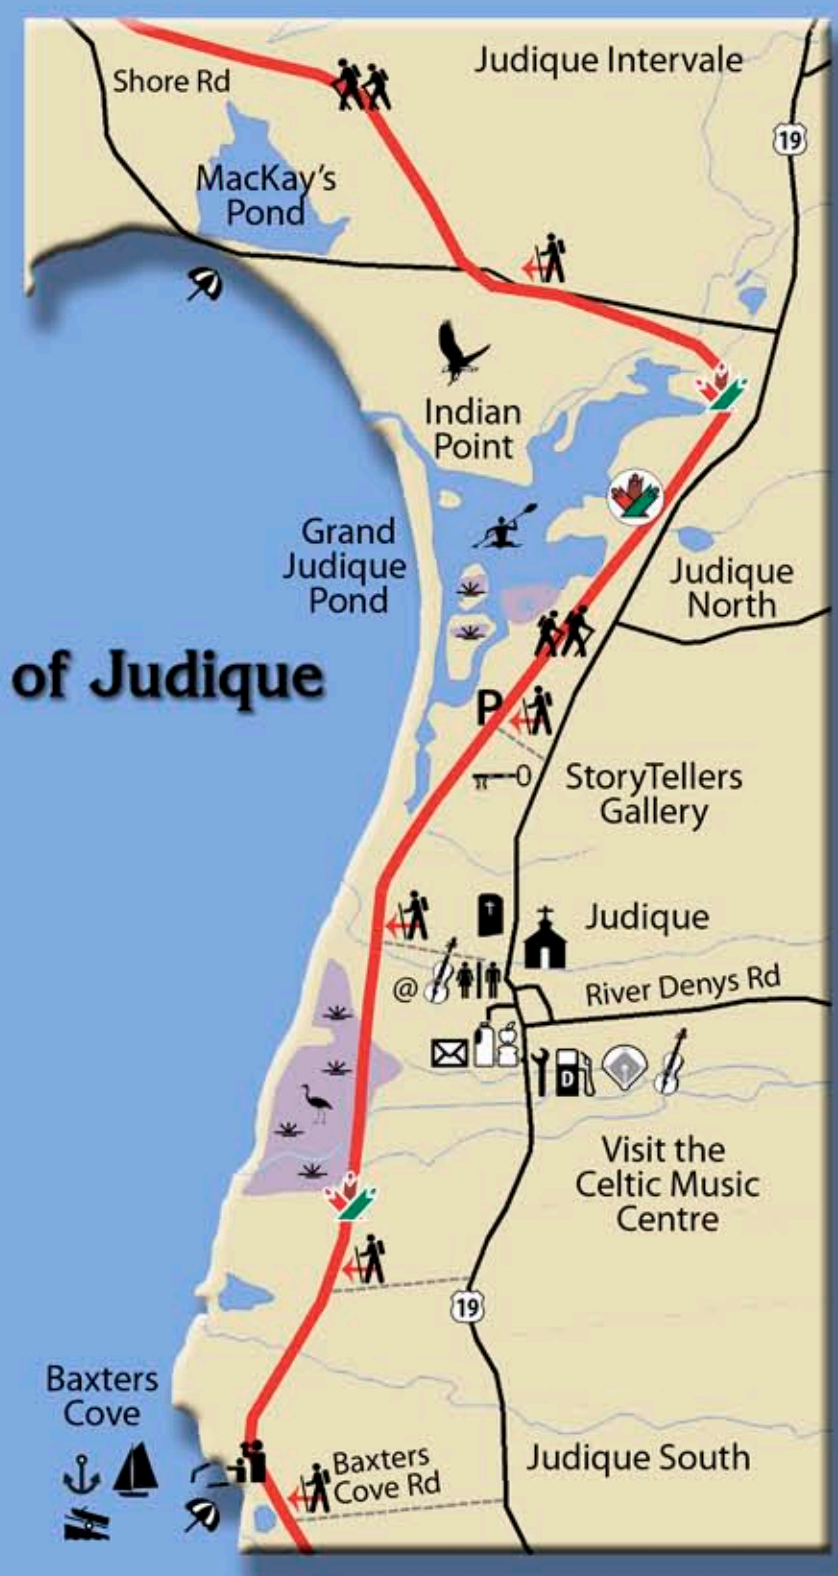 Judique Intervale
Shore Rd
19
MacKay's
Pond
Indian
Point
Grand
Judique
Pond
Judique
North
of Judique
P
StoryTellers
Gallery
Judique
@
River Denys Rd
D
Visit the
Celtic Music
Centre
19
Baxters
Cove
Baxters
Cove Rd
Judique South